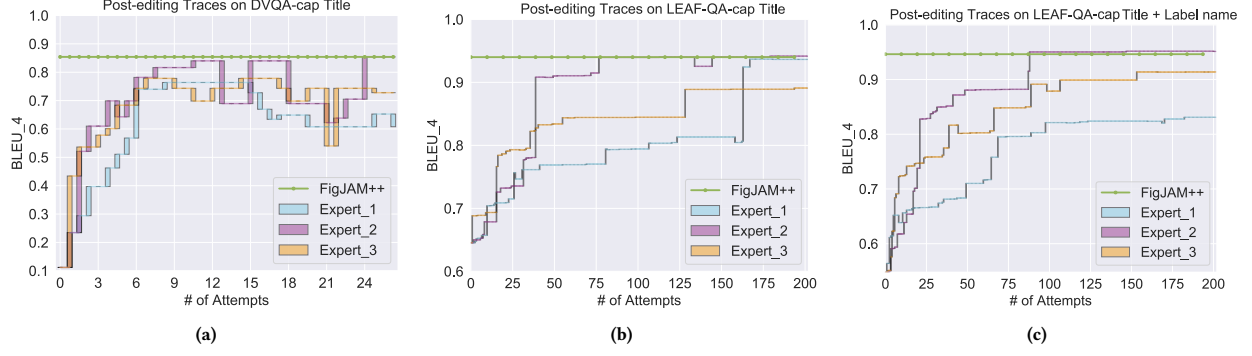 Post-editing Traces on DVQA-cap Title
1.0
0.9
0.8
0.7
0.6
0.5
0.4
0.3
0.2
0.1
BLEU_4
FigJAM++
Expert_1
Expert_2
Expert_3
0 3 6 9 12 15 18 21 24
# of Attempts
(a)
Post-editing Traces on LEAF-QA-cap Title
1.0
0.9
0.8
0.7
0.6
BLEU_4
FigJAM++
Expert_1
Expert_2
Expert_3
0 25 50 75 100 125 150 175 200
# of Attempts
(b)
Post-editing Traces on LEAF-QA-cap Title + Label name
1.0
0.9
0.8
0.7
0.6
BLEU_4
FigJAM++
Expert_1
Expert_2
Expert_3
0 25 50 75 100 125 150 175 200
# of Attempts
(c)